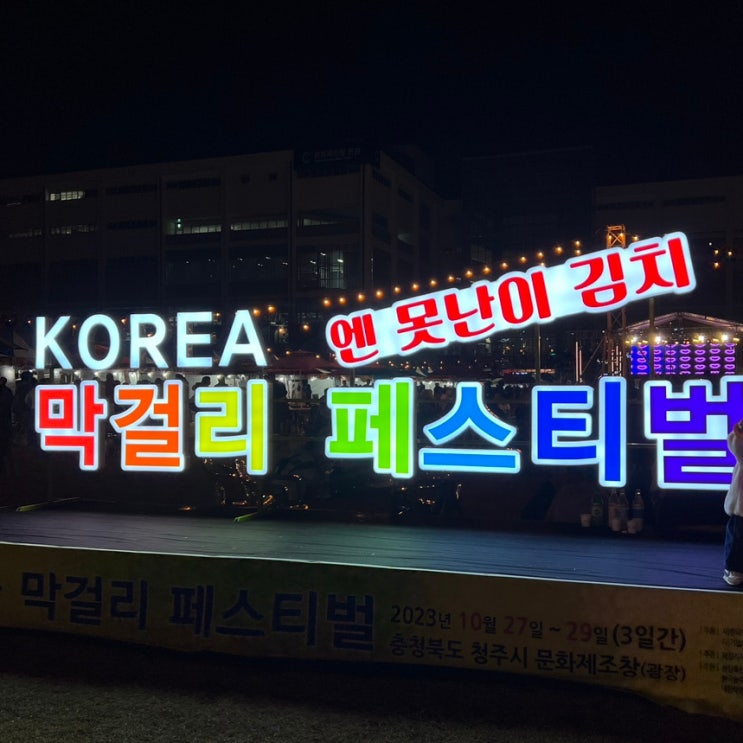 KOREA
엔 못난이 김치
막걸리 페스티벌
막걸리 페스티벌
2023년 10월 27일~29일(3일간)
충청북도 청주시 문화제조창(광장)